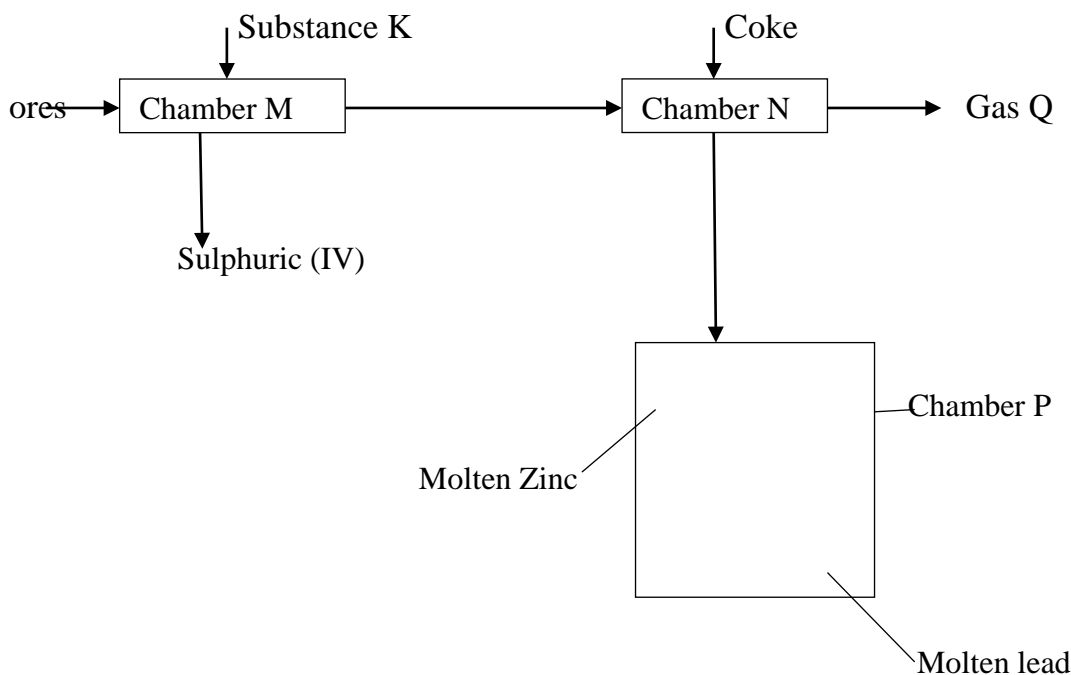 Substance K
Coke
ores
Chamber M
Chamber N
Gas Q
Sulphuric (IV)
Chamber P
Molten Zinc
Molten lead